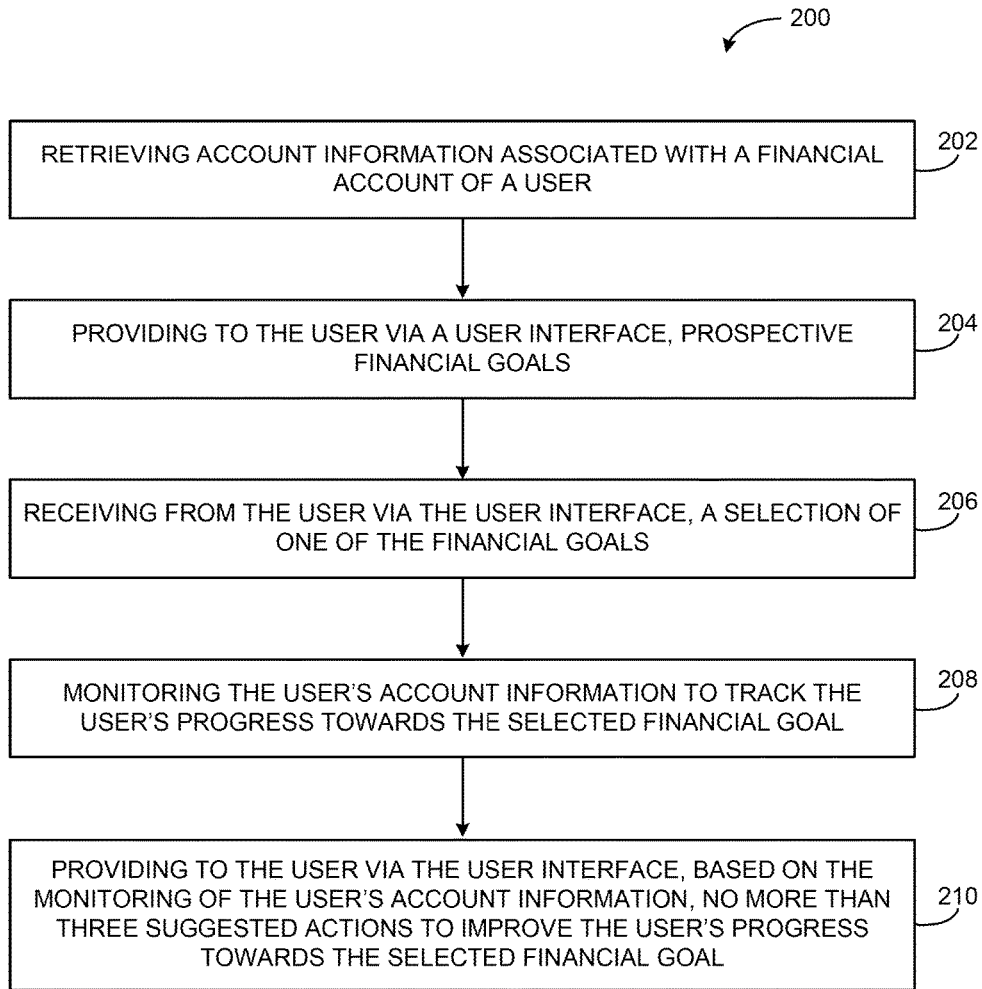 200
RETRIEVING ACCOUNT INFORMATION ASSOCIATED WITH A FINANCIAL
ACCOUNT OF A USER
202
PROVIDING TO THE USER VIA A USER INTERFACE, PROSPECTIVE
FINANCIAL GOALS
204
RECEIVING FROM THE USER VIA THE USER INTERFACE, A SELECTION OF
ONE OF THE FINANCIAL GOALS
206
MONITORING THE USER'S ACCOUNT INFORMATION TO TRACK THE
USER'S PROGRESS TOWARDS THE SELECTED FINANCIAL GOAL
208
PROVIDING TO THE USER VIA THE USER INTERFACE, BASED ON THE
MONITORING OF THE USER'S ACCOUNT INFORMATION, NO MORE THAN
THREE SUGGESTED ACTIONS TO IMPROVE THE USER'S PROGRESS
TOWARDS THE SELECTED FINANCIAL GOAL
210